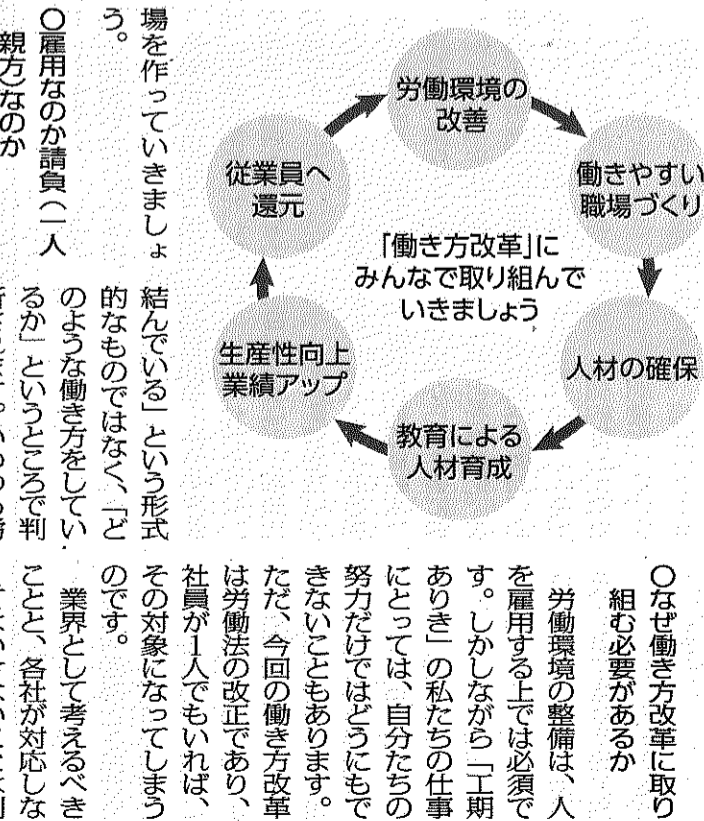 労働環境の
改善
働きやすい
職場づくり
人材の確保
教育による
人材育成
生産性向上
業績アップ
従業員へ
還元
「働き方改革」に
みんなで取り組んで
いきましょう
〇なぜ働き方改革に取り
組む必要があるか
労働環境の整備は、人
を雇用する上では必須で
す。しかしながら「工期
ありき」の私たちの仕事
にとっては、自分たちの
努力だけではどうにもで
きないこともあります。
ただ、今回の働き方改革
は労働法の改正であり、
社員が1人でもいれば、
その対象になってしまう
のです。
業界として考えるべき
ことと、各社が対応しな
結んでいる」という形式
的なものではなく、「ど
のような働き方をしてい
るか」というところで判
場を作っていきましょ
う。
〇雇用なのか請負(一人
親方)なのか